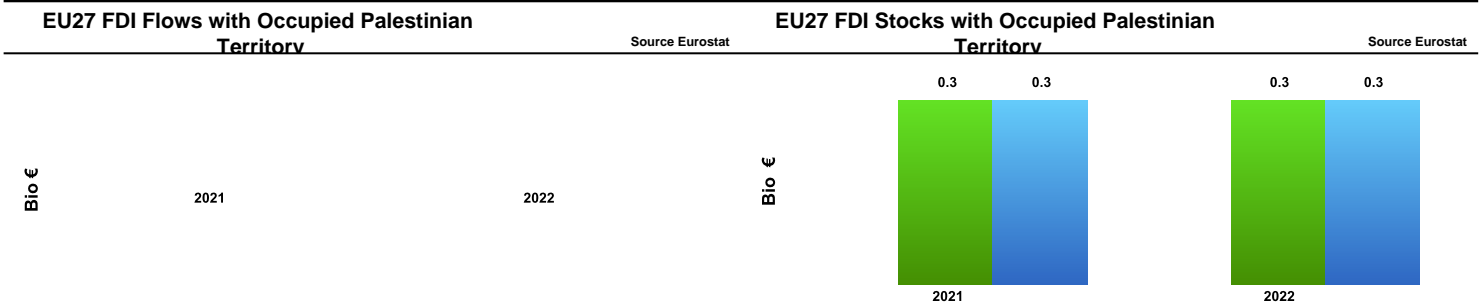 EU27 FDI Flows with Occupied Palestinian
Territory
Source Eurostat
Bio €
2021 2022
EU27 FDI Stocks with Occupied Palestinian
Territory
Source Eurostat
0.3 0.3 0.3 0.3
Bio €
2021 2022